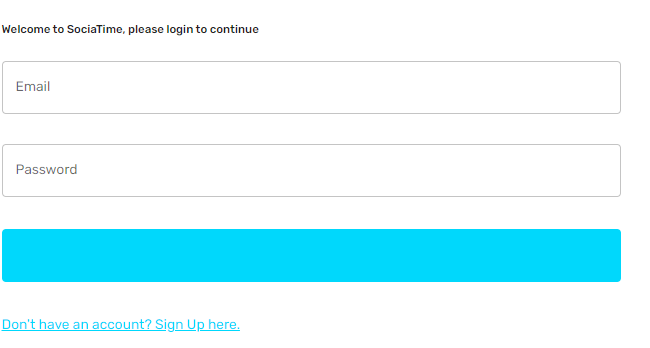 Welcome to SociaTime, please login to continue
Email
Password
Don't have an account? Sign Up here.